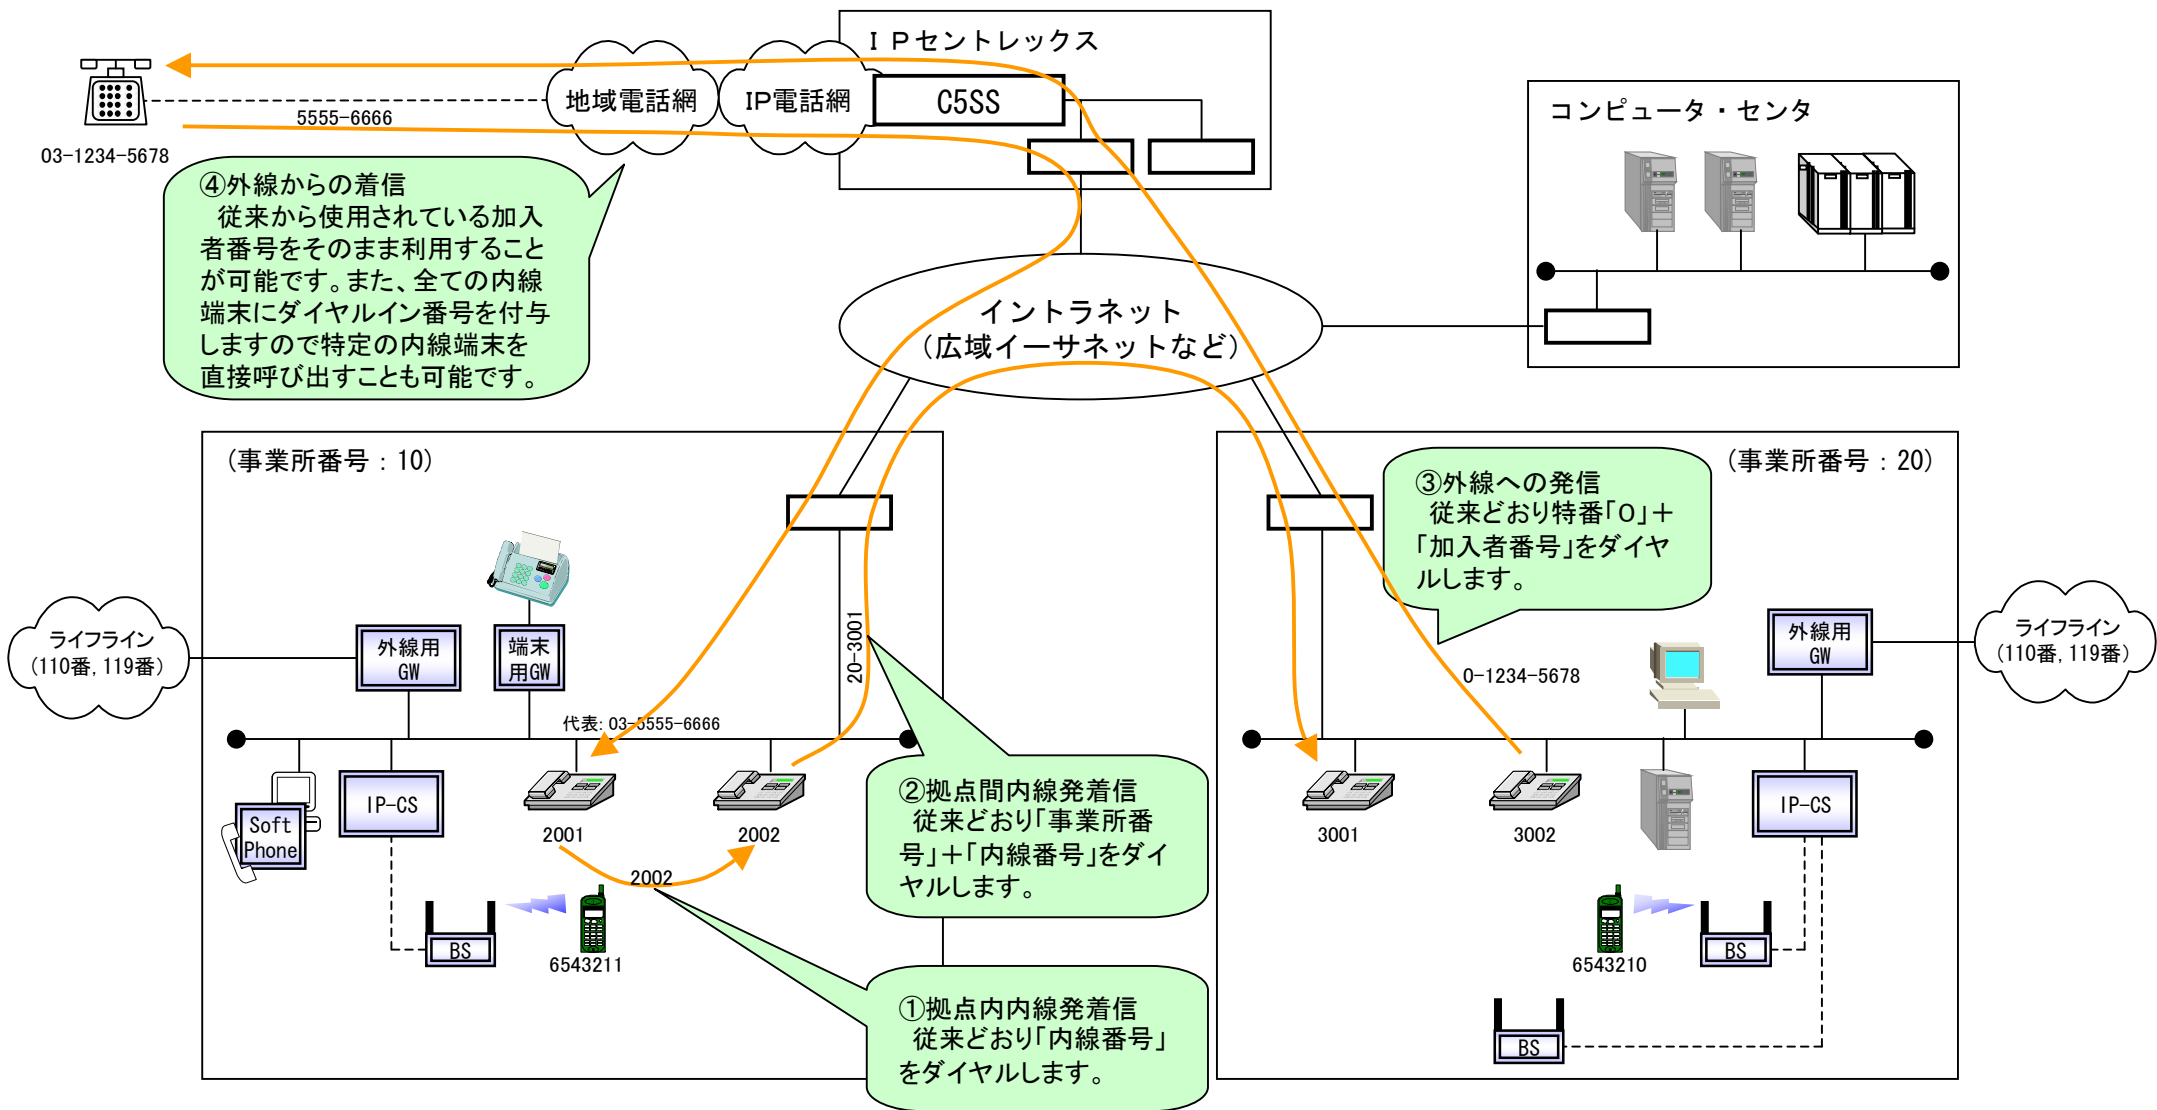 ＩＰセントレックス
地域電話網
IP電話網
C5SS
5555-6666
03-1234-5678
コンピュータ・センタ
④外線からの着信
従来から使用されている加入
者番号をそのまま利用すること
が可能です。また、全ての内線
端末にダイヤルイン番号を付与
しますので特定の内線端末を
直接呼び出すことも可能です。
イントラネット
（広域イーサネットなど）
(事業所番号：10)
(事業所番号：20)
③外線への発信
従来どおり特番「０」＋
「加入者番号」をダイヤ
ルします。
ライフライン
(110番,119番)
外線用
GW
端末
用GW
20-3001
0-1234-5678
外線用
GW
ライフライン
(110番,119番)
代表:03-5555-6666
Soft
Phone
IP-CS
2001
2002
②拠点間内線発着信
従来どおり「事業所番
号」＋「内線番号」をダイ
ヤルします。
3001
3002
IP-CS
2002
BS
6543211
6543210
BS
①拠点内内線発着信
従来どおり「内線番号」
をダイヤルします。
BS